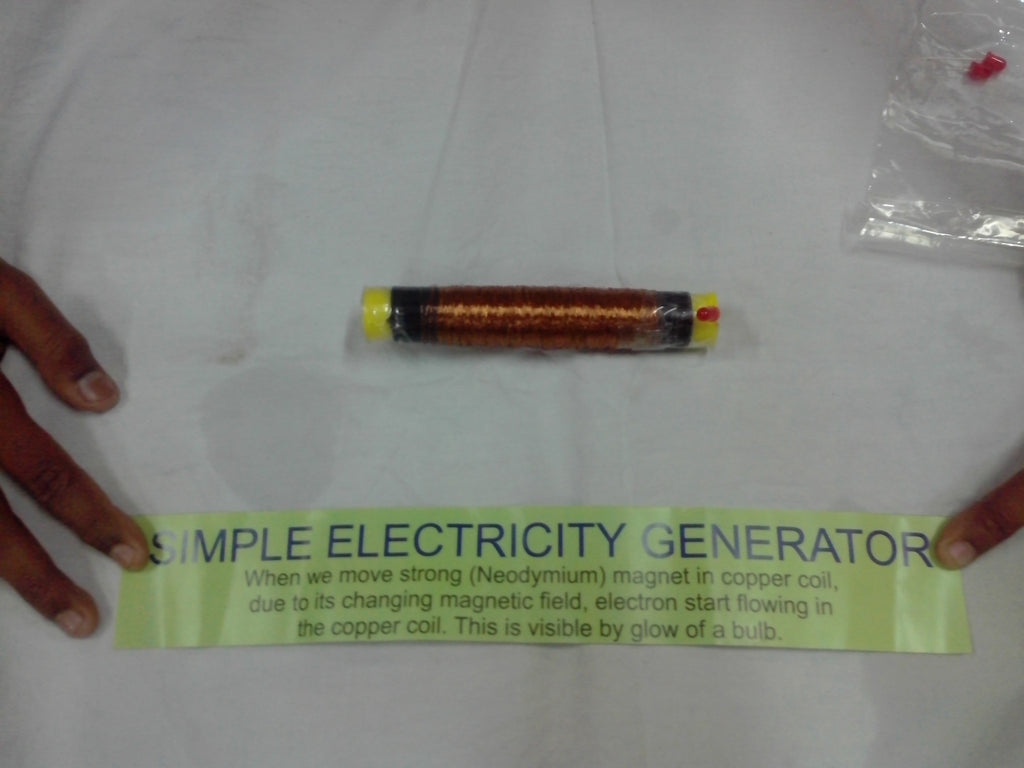 SIMPLE ELECTRICITY GENERATOR
When we move strong (Neodymium) magnet in copper coil,
due to its changing magnetic field, electron start flowing in
the copper coil. This is visible by glow of a bulb.